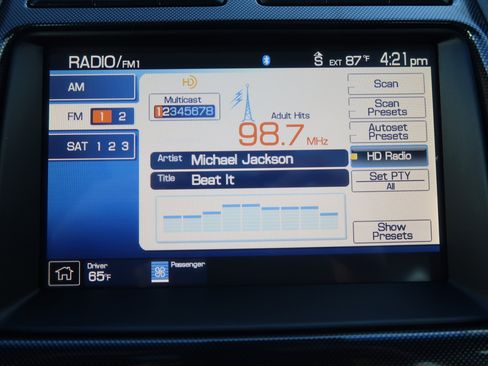 RADIO/FM1
S EXT 87°F 4:21pm
AM
FM 1 2
SAT 1 2 3
HD
Multicast
12345678
Adult Hits
98.7 MHz
Artist Michael Jackson
Title Beat It
Scan
Scan Presets
Autoset Presets
HD Radio
Set PTY
All
Show Presets
Driver
65°F
Passenger